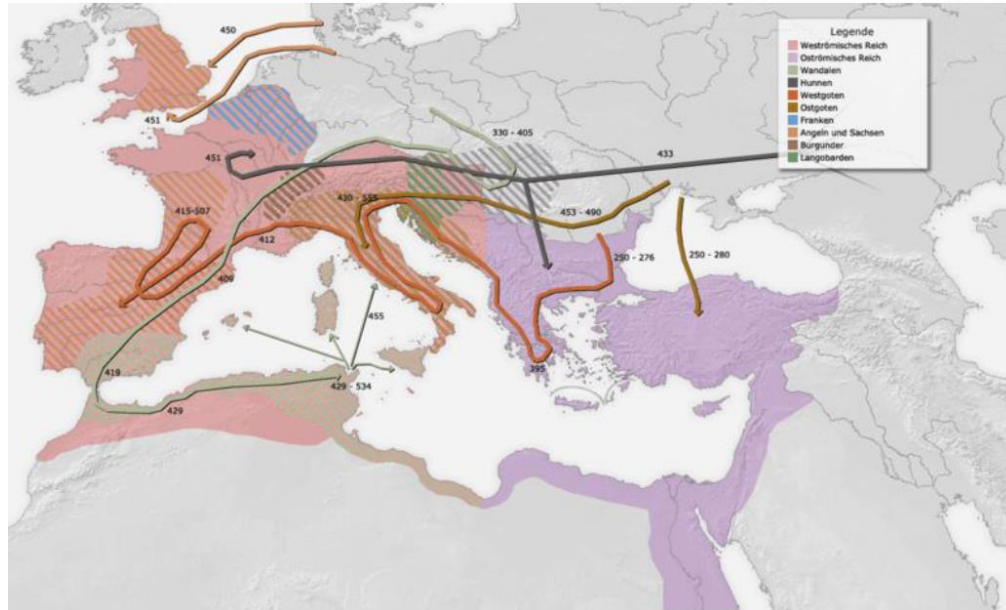 Legende
Weströmisches Reich
Oströmisches Reich
Wandalen
Hunnen
Westgoten
Ostgoten
Franken
Angeln und Sachsen
Burgunder
Langobarden
450
451
330 - 405
433
451
430 - 555
415-507
453 - 490
412
250 - 276
250 - 280
409
455
395
419
429 - 534
429